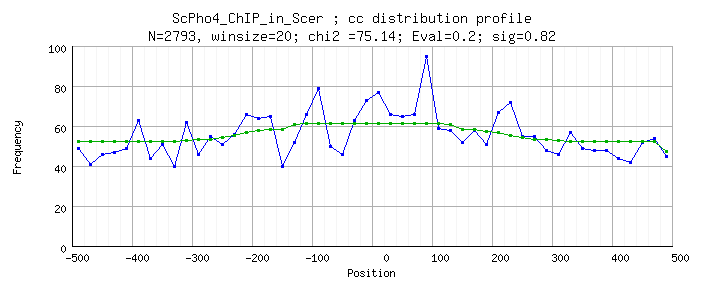 ScPho4_ChIP_in_Scer ; cc distribution profile
N=2793, winsize=20; chi2 =75.14; Eval=0.2; sig=0.82
100
80
60
40
20
0
Frequency
-500 -400 -300 -200 -100 0 100 200 300 400 500
Position